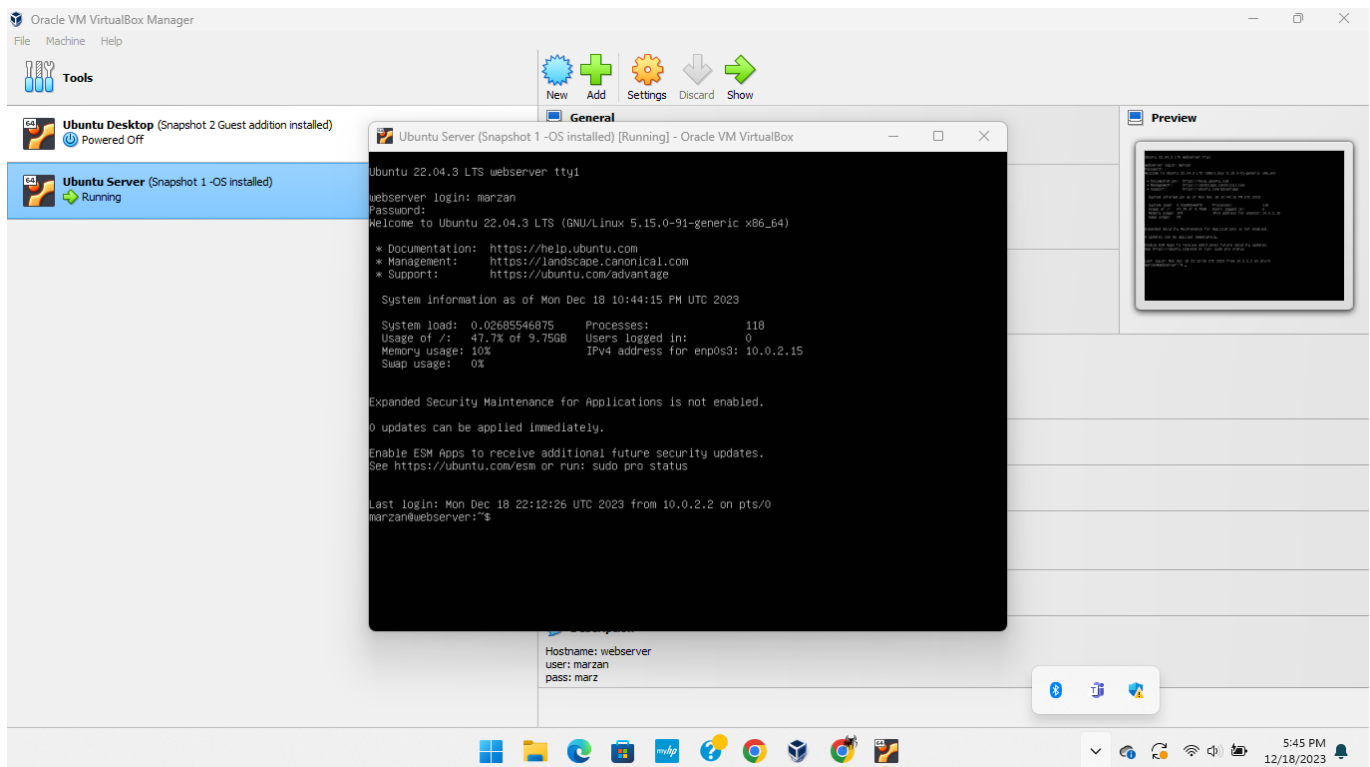 Oracle VM VirtualBox Manager
File Machine Help
Tools
New Add Settings Discard Show
Ubuntu Desktop (Snapshot 2 Guest addition installed)
Powered Off
Ubuntu Server (Snapshot 1 -OS installed)
Running
General
Preview
Ubuntu Server (Snapshot 1 -OS installed) [Running] - Oracle VM VirtualBox
Ubuntu 22.04.3 LTS webserver tty1
webserver login: marzan
Password:
Welcome to Ubuntu 22.04.3 LTS (GNU/Linux 5.15.0-91-generic x86_64)
* Documentation: https://help.ubuntu.com
* Management: https://landscape.canonical.com
* Support: https://ubuntu.com/advantage
System information as of Mon Dec 18 10:44:15 PM UTC 2023
System load: 0.02685546875 Processes: 118
Usage of /: 47.7% of 9.75GB Users logged in: 0
Memory usage: 10% IPv4 address for enp0s3: 10.0.2.15
Swap usage: 0%
Expanded Security Maintenance for Applications is not enabled.
0 updates can be applied immediately.
Enable ESM Apps to receive additional future security updates.
See https://ubuntu.com/esm or run: sudo pro status
Last login: Mon Dec 18 22:12:26 UTC 2023 from 10.0.2.2 on pts/0
marzan@webserver:~$
Hostname: webserver
user: marzan
pass: marz
5:45 PM
12/18/2023